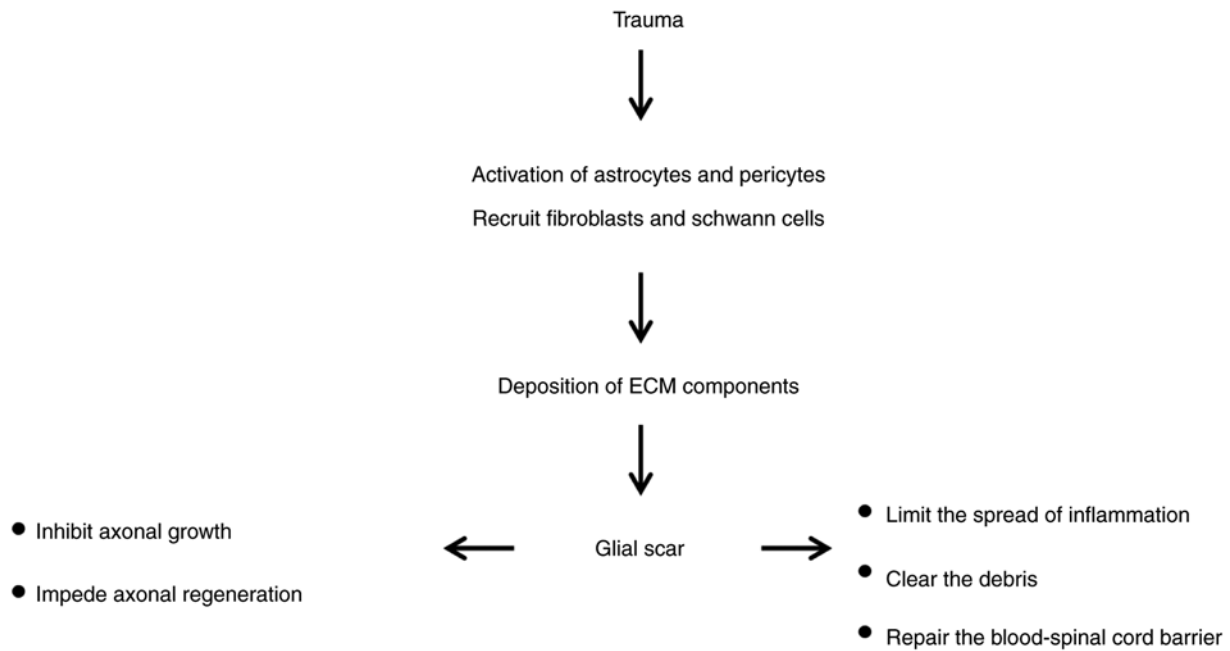 Trauma
Activation of astrocytes and pericytes
Recruit fibroblasts and schwann cells
Deposition of ECM components
Glial scar
● Inhibit axonal growth
● Impede axonal regeneration
● Limit the spread of inflammation
● Clear the debris
● Repair the blood-spinal cord barrier